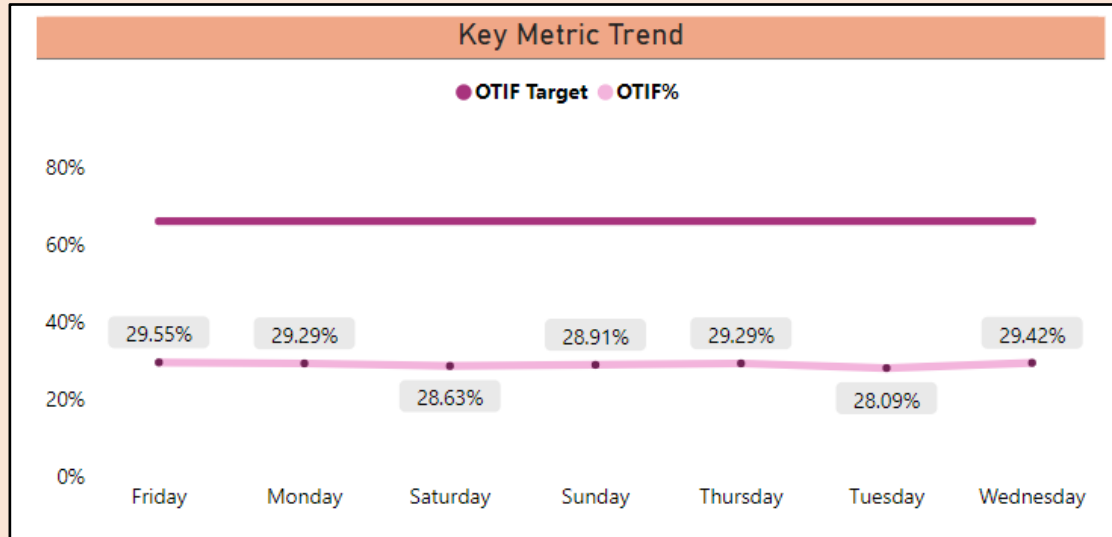 Key Metric Trend
OTIF Target OTIF%
80%
60%
40%
20%
0%
29.55% 29.29% 28.91% 29.29% 29.42%
28.63% 28.09%
Friday Monday Saturday Sunday Thursday Tuesday Wednesday